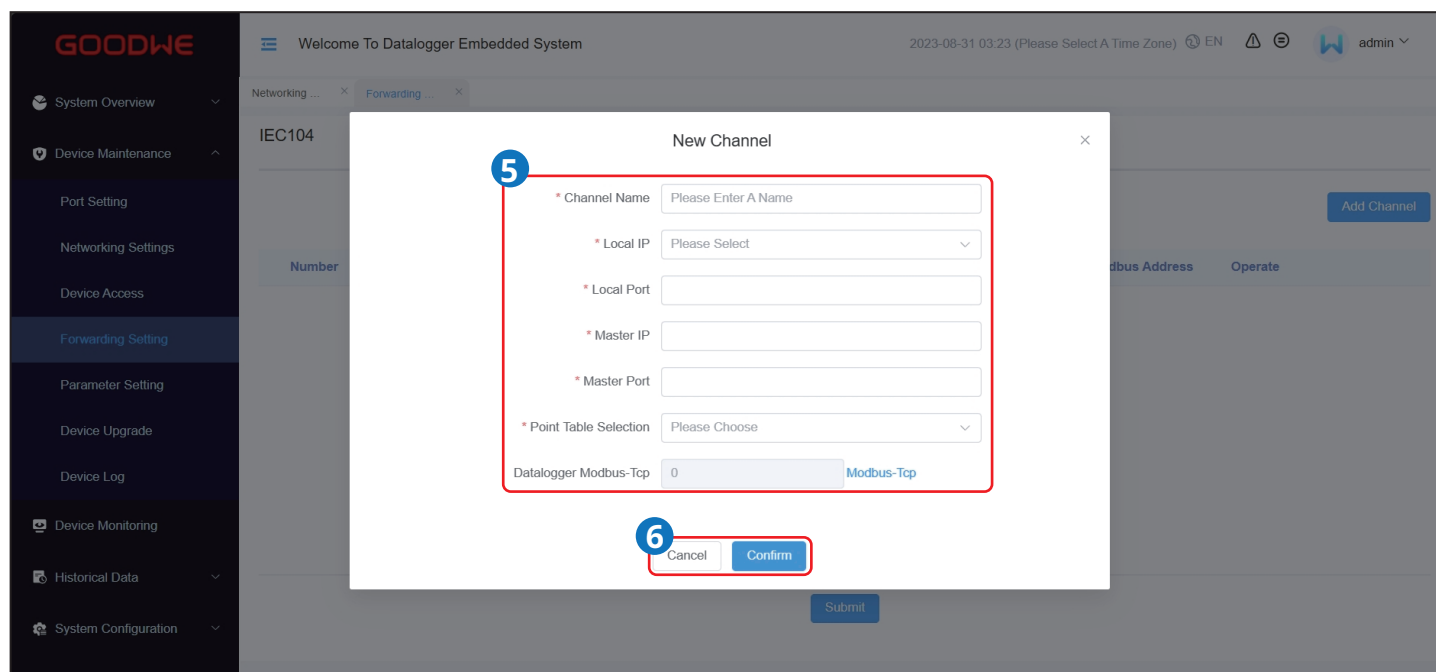 GOODWE
Welcome To Datalogger Embedded System
2023-08-31 03:23 (Please Select A Time Zone) EN
admin
System Overview
Device Maintenance
Port Setting
Networking Settings
Device Access
Forwarding Setting
Parameter Setting
Device Upgrade
Device Log
Device Monitoring
Historical Data
System Configuration
Networking ... ×
Forwarding ... ×
IEC104
Add Channel
Number
dbus Address
Operate
New Channel ×
5
* Channel Name Please Enter A Name
* Local IP Please Select
* Local Port
* Master IP
* Master Port
* Point Table Selection Please Choose
Datalogger Modbus-Tcp 0 Modbus-Tcp
6
Cancel Confirm
Submit